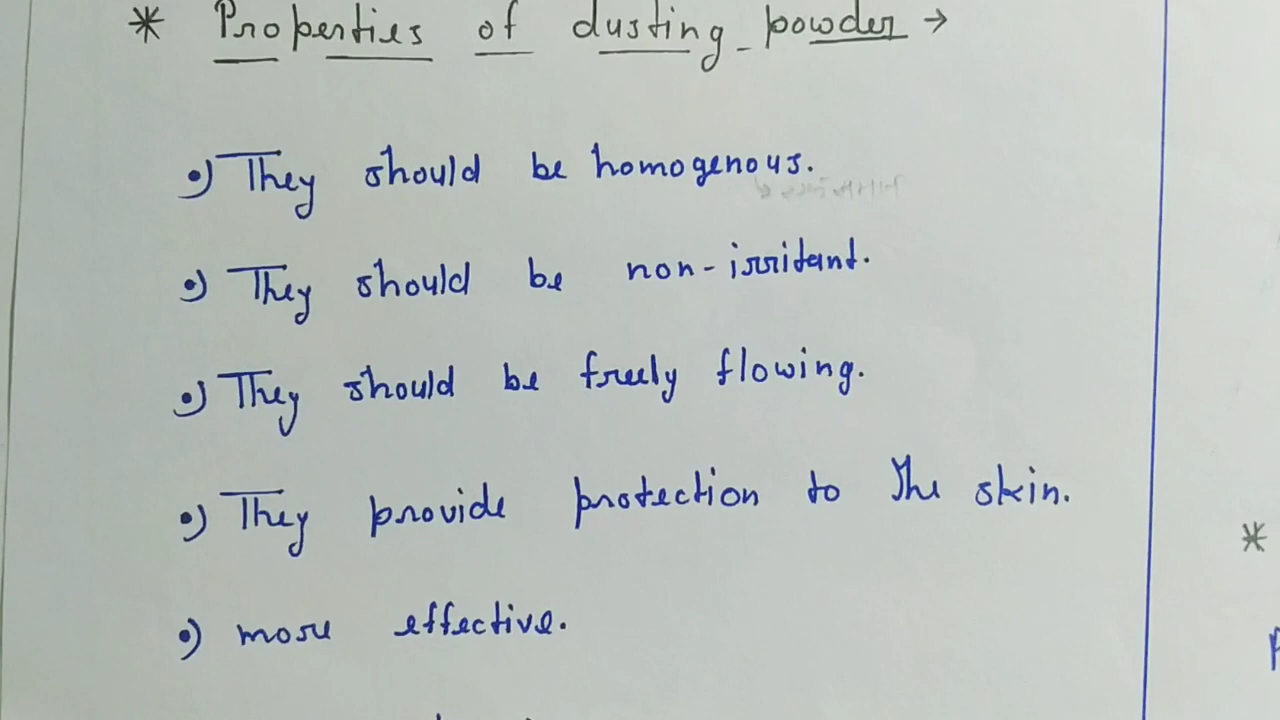 * Properties of dusting powder →
•) They should be homogenous.
•) They should be non-irritant.
•) They should be freely flowing.
•) They provide protection to the skin.
•) more effective.
*